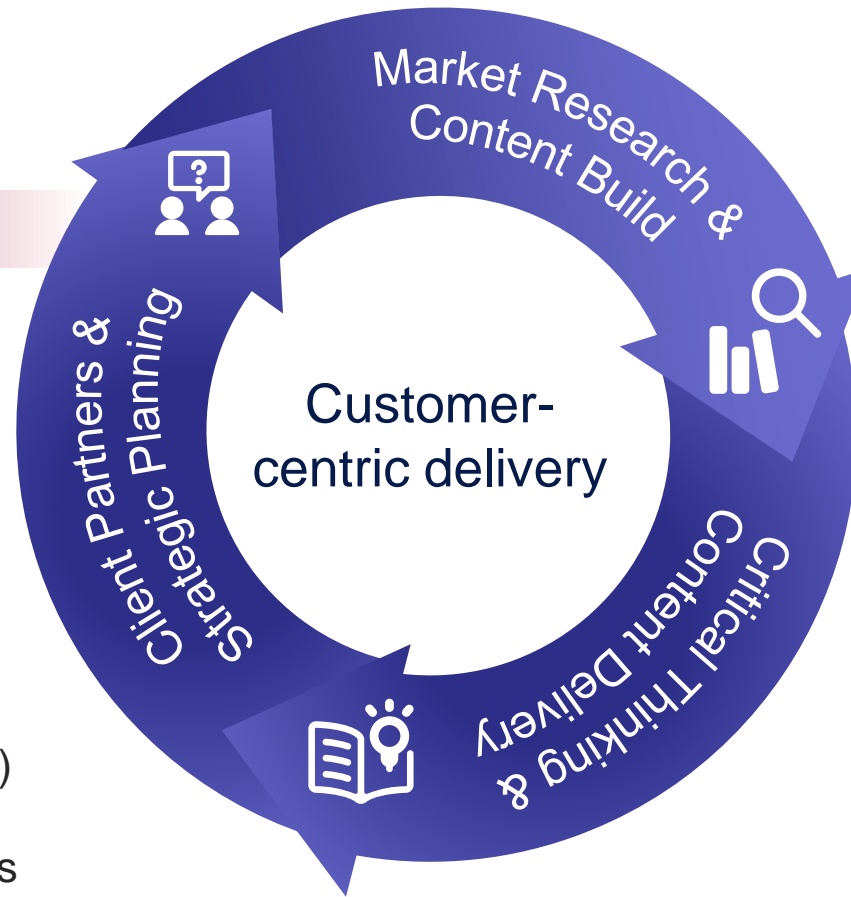 Market Research &
Content Build
Customer-
centric delivery
Client Partners &
Strategic Planning
Critical Thinking &
Content Delivery
?
)
s